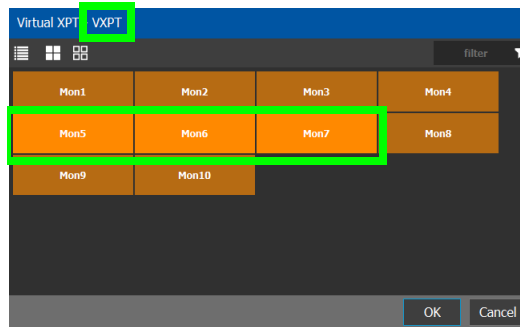 Virtual XPT VXPT
filter
Mon1 Mon2 Mon3 Mon4
Mon5 Mon6 Mon7 Mon8
Mon9 Mon10
OK Cancel